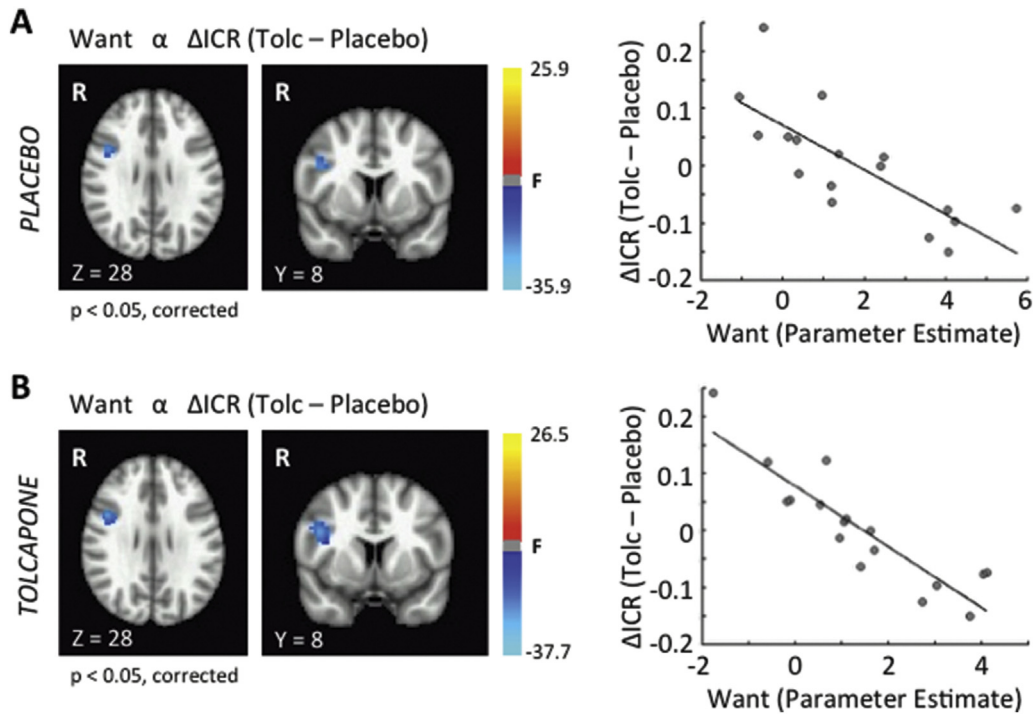 A
Want α ΔICR (Tolc – Placebo)
PLACEBO
R
Z = 28
R
Y = 8
25.9
F
-35.9
p < 0.05, corrected
ΔICR (Tolc – Placebo)
0.2
0.1
0
-0.1
-0.2
-2 0 2 4 6
Want (Parameter Estimate)
B
Want α ΔICR (Tolc – Placebo)
TOLCAPONE
R
Z = 28
R
Y = 8
26.5
F
-37.7
p < 0.05, corrected
ΔICR (Tolc – Placebo)
0.2
0.1
0
-0.1
-0.2
-2 0 2 4
Want (Parameter Estimate)